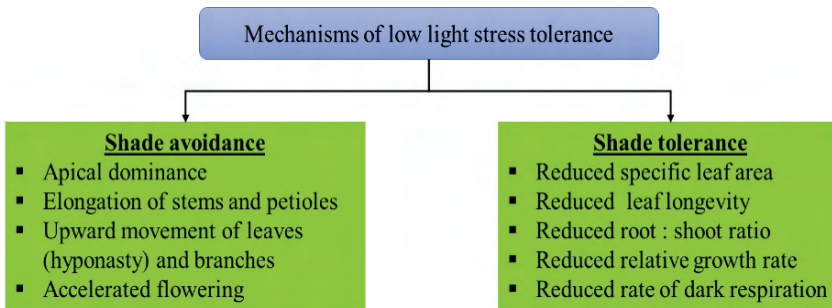 Mechanisms of low light stress tolerance
Shade avoidance
▪ Apical dominance
▪ Elongation of stems and petioles
▪ Upward movement of leaves
(hyponasty) and branches
▪ Accelerated flowering
Shade tolerance
▪ Reduced specific leaf area
▪ Reduced leaf longevity
▪ Reduced root : shoot ratio
▪ Reduced relative growth rate
▪ Reduced rate of dark respiration